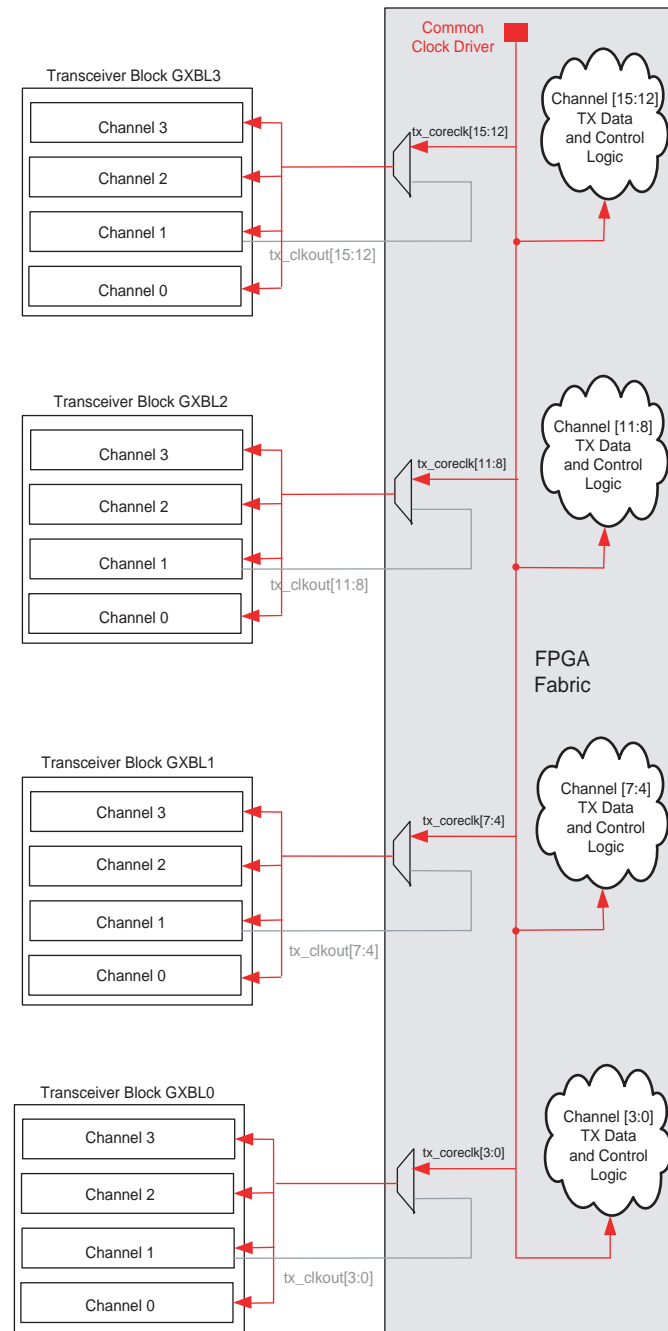 Common
Clock Driver
Transceiver Block GXBL3
Channel 3
Channel 2
Channel 1
Channel 0
tx_coreclk[15:12]
tx_clkout[15:12]
Channel [15:12]
TX Data
and Control
Logic
Transceiver Block GXBL2
Channel 3
Channel 2
Channel 1
Channel 0
tx_coreclk[11:8]
tx_clkout[11:8]
Channel [11:8]
TX Data
and Control
Logic
FPGA
Fabric
Transceiver Block GXBL1
Channel 3
Channel 2
Channel 1
Channel 0
tx_coreclk[7:4]
tx_clkout[7:4]
Channel [7:4]
TX Data
and Control
Logic
Transceiver Block GXBL0
Channel 3
Channel 2
Channel 1
Channel 0
tx_coreclk[3:0]
tx_clkout[3:0]
Channel [3:0]
TX Data
and Control
Logic